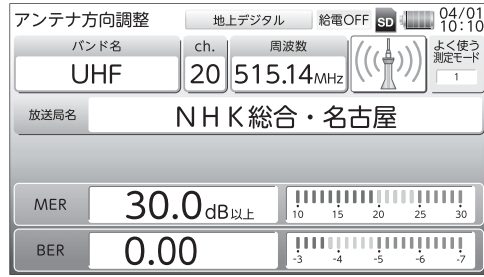 アンテナ方向調整 地上デジタル 給電OFF SD 04/01 10:10
バンド名 ch. 周波数 よく使う測定モード
UHF 20 515.14MHz 1
放送局名 NHK総合・名古屋
MER 30.0dB以上
10 15 20 25 30
BER 0.00
-3 -4 -5 -6 -7